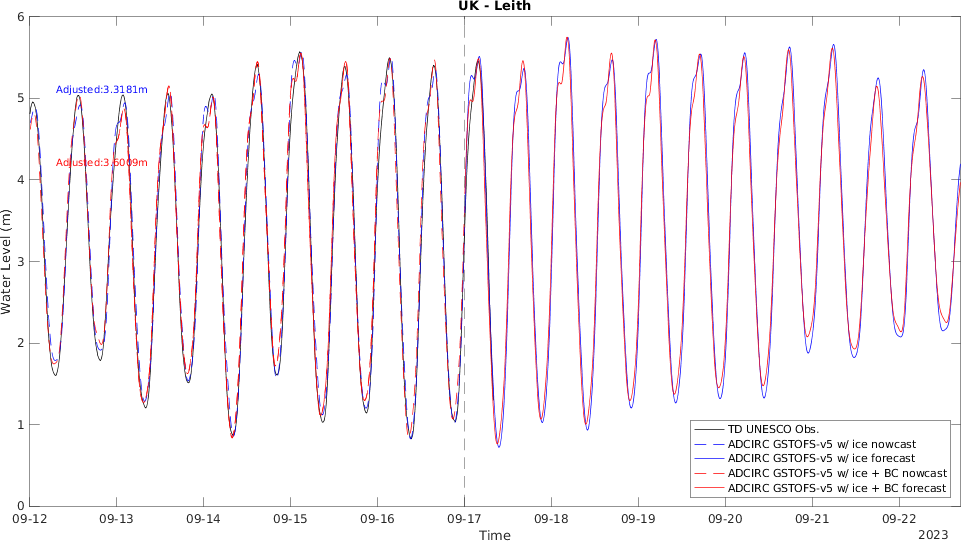 UK - Leith
6
5
4
3
2
1
0
Water Level (m)
Adjusted:3.3181m
Adjusted:3.6009m
TD UNESCO Obs.
ADCIRC GSTOFS-v5 w/ ice nowcast
ADCIRC GSTOFS-v5 w/ ice forecast
ADCIRC GSTOFS-v5 w/ ice + BC nowcast
ADCIRC GSTOFS-v5 w/ ice + BC forecast
09-12 09-13 09-14 09-15 09-16 09-17 09-18 09-19 09-20 09-21 09-22
Time
2023